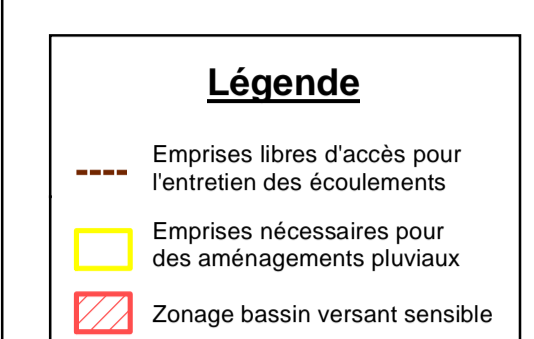 Légende
Emprises libres d'accès pour
l'entretien des écoulements
Emprises nécessaires pour
des aménagements pluviaux
Zonage bassin versant sensible